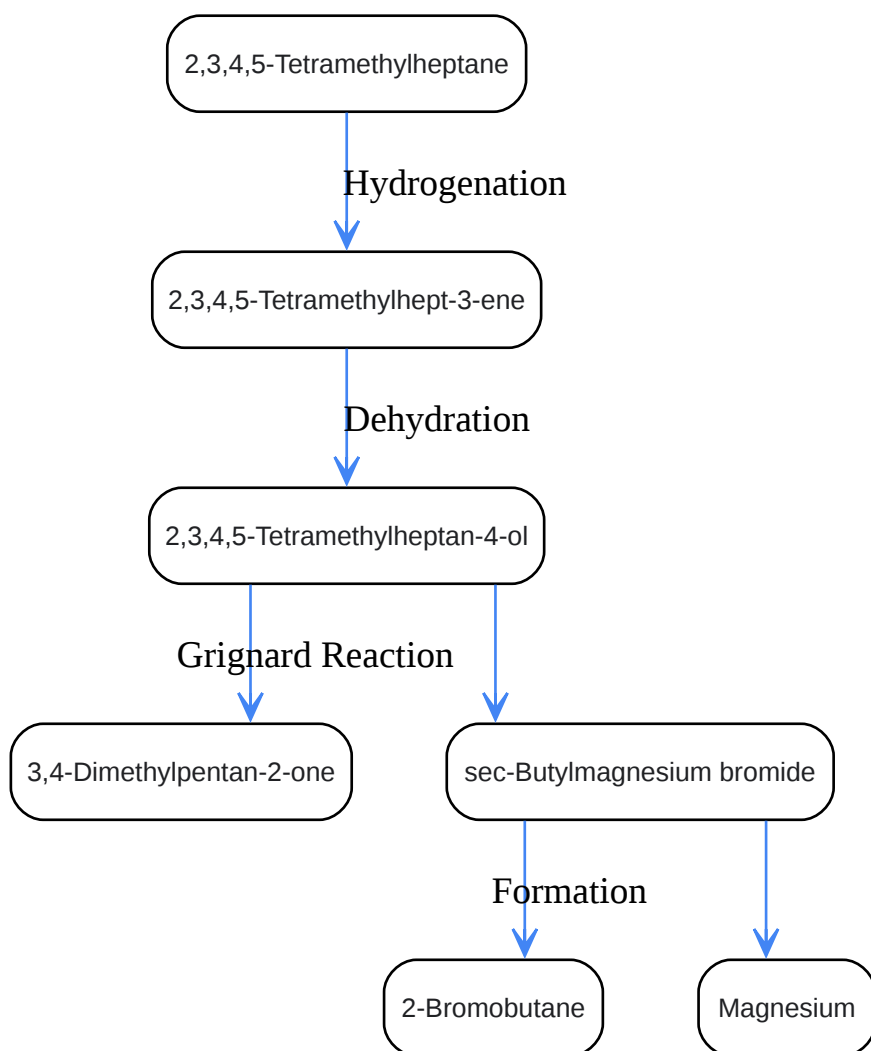 2,3,4,5-Tetramethylheptane
Hydrogenation
2,3,4,5-Tetramethylhept-3-ene
Dehydration
2,3,4,5-Tetramethylheptan-4-ol
Grignard Reaction
3,4-Dimethylpentan-2-one
sec-Butylmagnesium bromide
Formation
2-Bromobutane
Magnesium